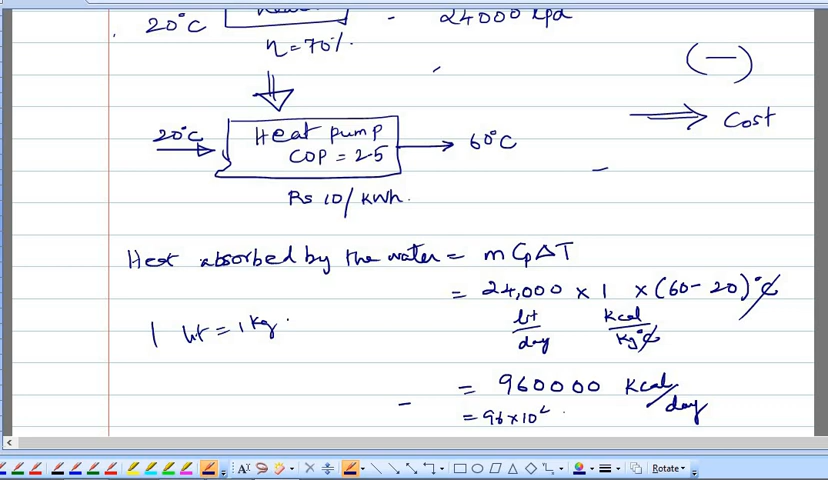 20°C - 24000 lpd
η = 70%.
(-)
20°C Heat pump
COP = 2.5 60°C
⇒ Cost
Rs 10/kWh.
Heat absorbed by the water = m Cp ΔT
= 24,000 × 1 × (60 - 20)°C
1 lit = 1 kg. lit/day Kcal/kg°C
= 960000 Kcal/day
= 96×10⁴
Rotate